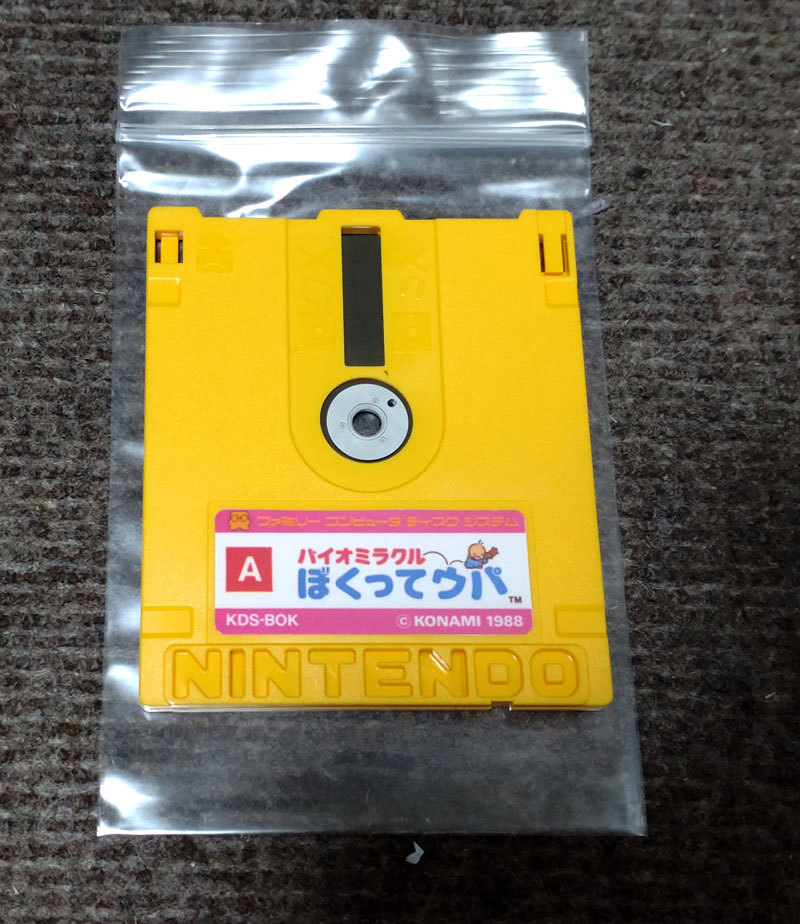 ファミリー コンピュータ ディスク システム
A
バイオミラクル
ぼくってウパ
TM
KDS-BOK
© KONAMI 1988
NINTENDO